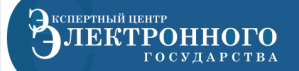 ЭКСПЕРТНЫЙ ЦЕНТР
ЭЛЕКТРОННОГО
ГОСУДАРСТВА